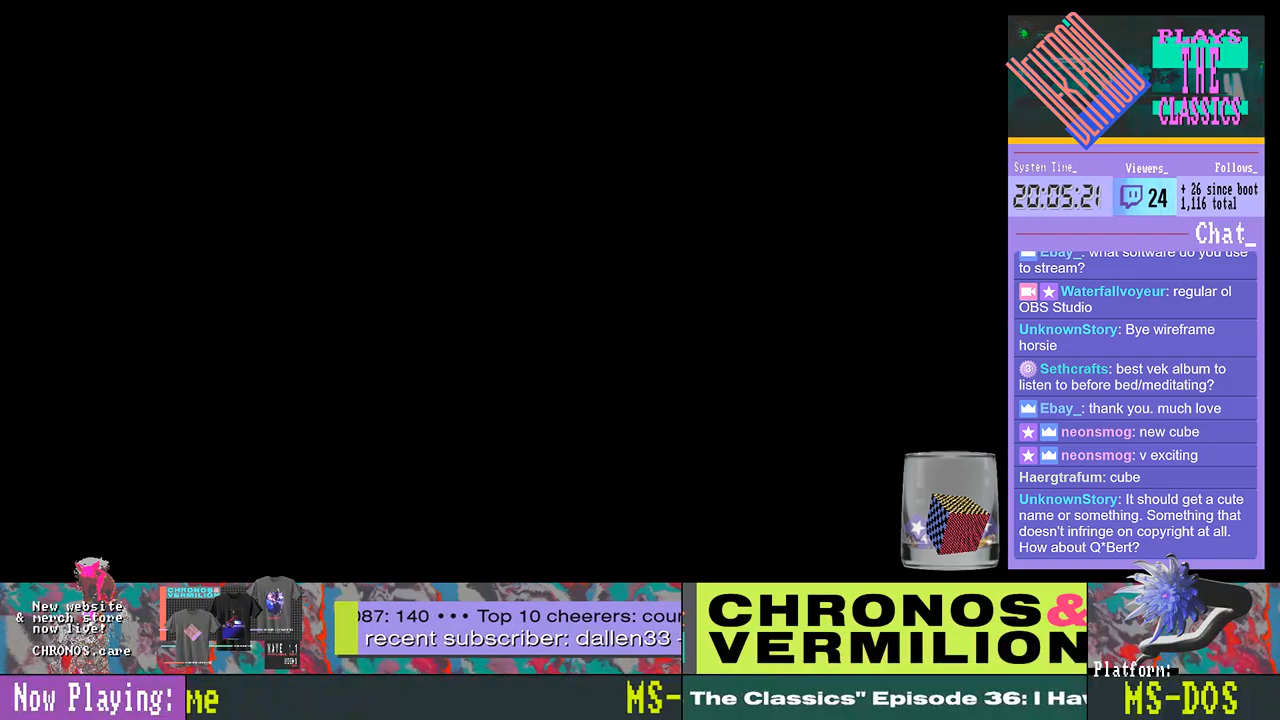 PLAYS
THE
CLASSICS
System Time_
Viewers_
Follows_
20:05:21
24
+ 26 since boot
1,116 total
Chat_
Ebay_: what software do you use
to stream?
Waterfallvoyeur: regular ol
OBS Studio
UnknownStory: Bye wireframe
horsie
Sethcrafts: best vek album to
listen to before bed/meditating?
Ebay_: thank you. much love
neonsmog: new cube
neonsmog: v exciting
Haergtrafum: cube
UnknownStory: It should get a cute
name or something. Something that
doesn't infringe on copyright at all.
How about Q*Bert?
New website
& merch store
now live!
CHRONOS.care
CHRONOS&
087: 140 ••• Top 10 cheerers: cour
recent subscriber: dallen33 -
CHRONOS&
VERMILION
Platform:
MS-DOS
Now Playing:
me
MS-
The Classics" Episode 36: I Hav